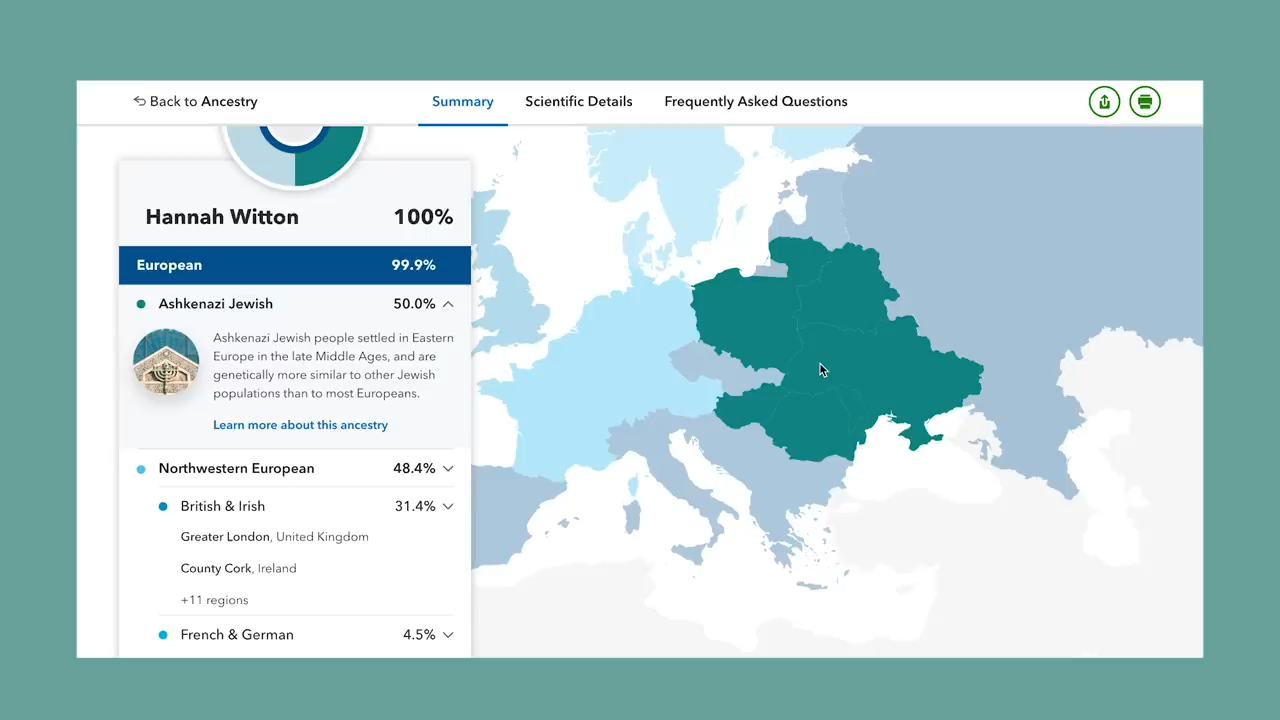 Back to Ancestry
Summary
Scientific Details
Frequently Asked Questions
Hannah Witton 100%
European 99.9%
Ashkenazi Jewish 50.0%
Ashkenazi Jewish people settled in Eastern
Europe in the late Middle Ages, and are
genetically more similar to other Jewish
populations than to most Europeans.
Learn more about this ancestry
Northwestern European 48.4%
British & Irish 31.4%
Greater London, United Kingdom
County Cork, Ireland
+11 regions
French & German 4.5%